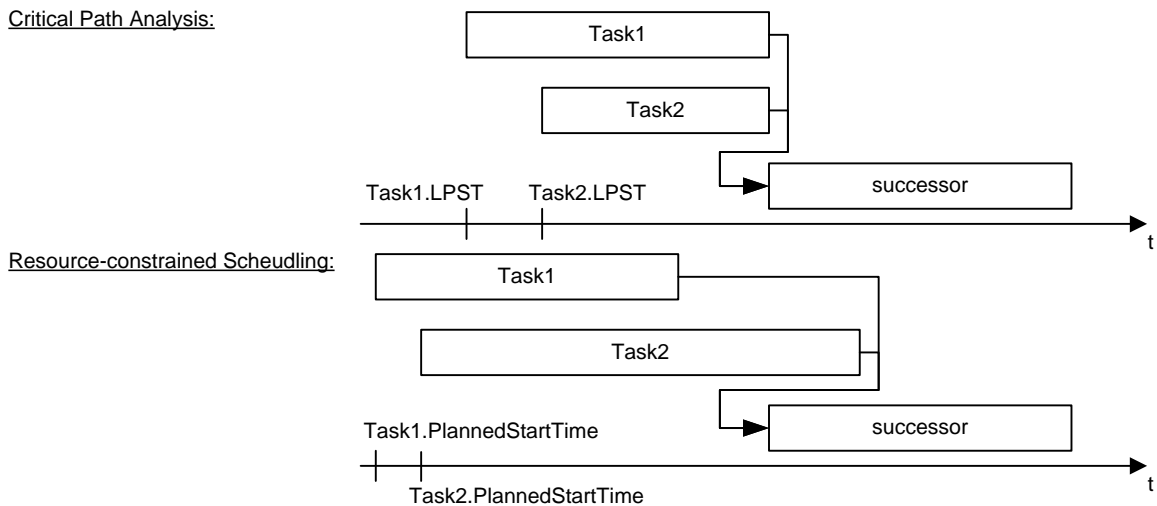 Critical Path Analysis:
Task1
Task2
successor
Task1.LPST
Task2.LPST
t
Resource-constrained Scheudling:
Task1
Task2
successor
Task1.PlannedStartTime
t
Task2.PlannedStartTime